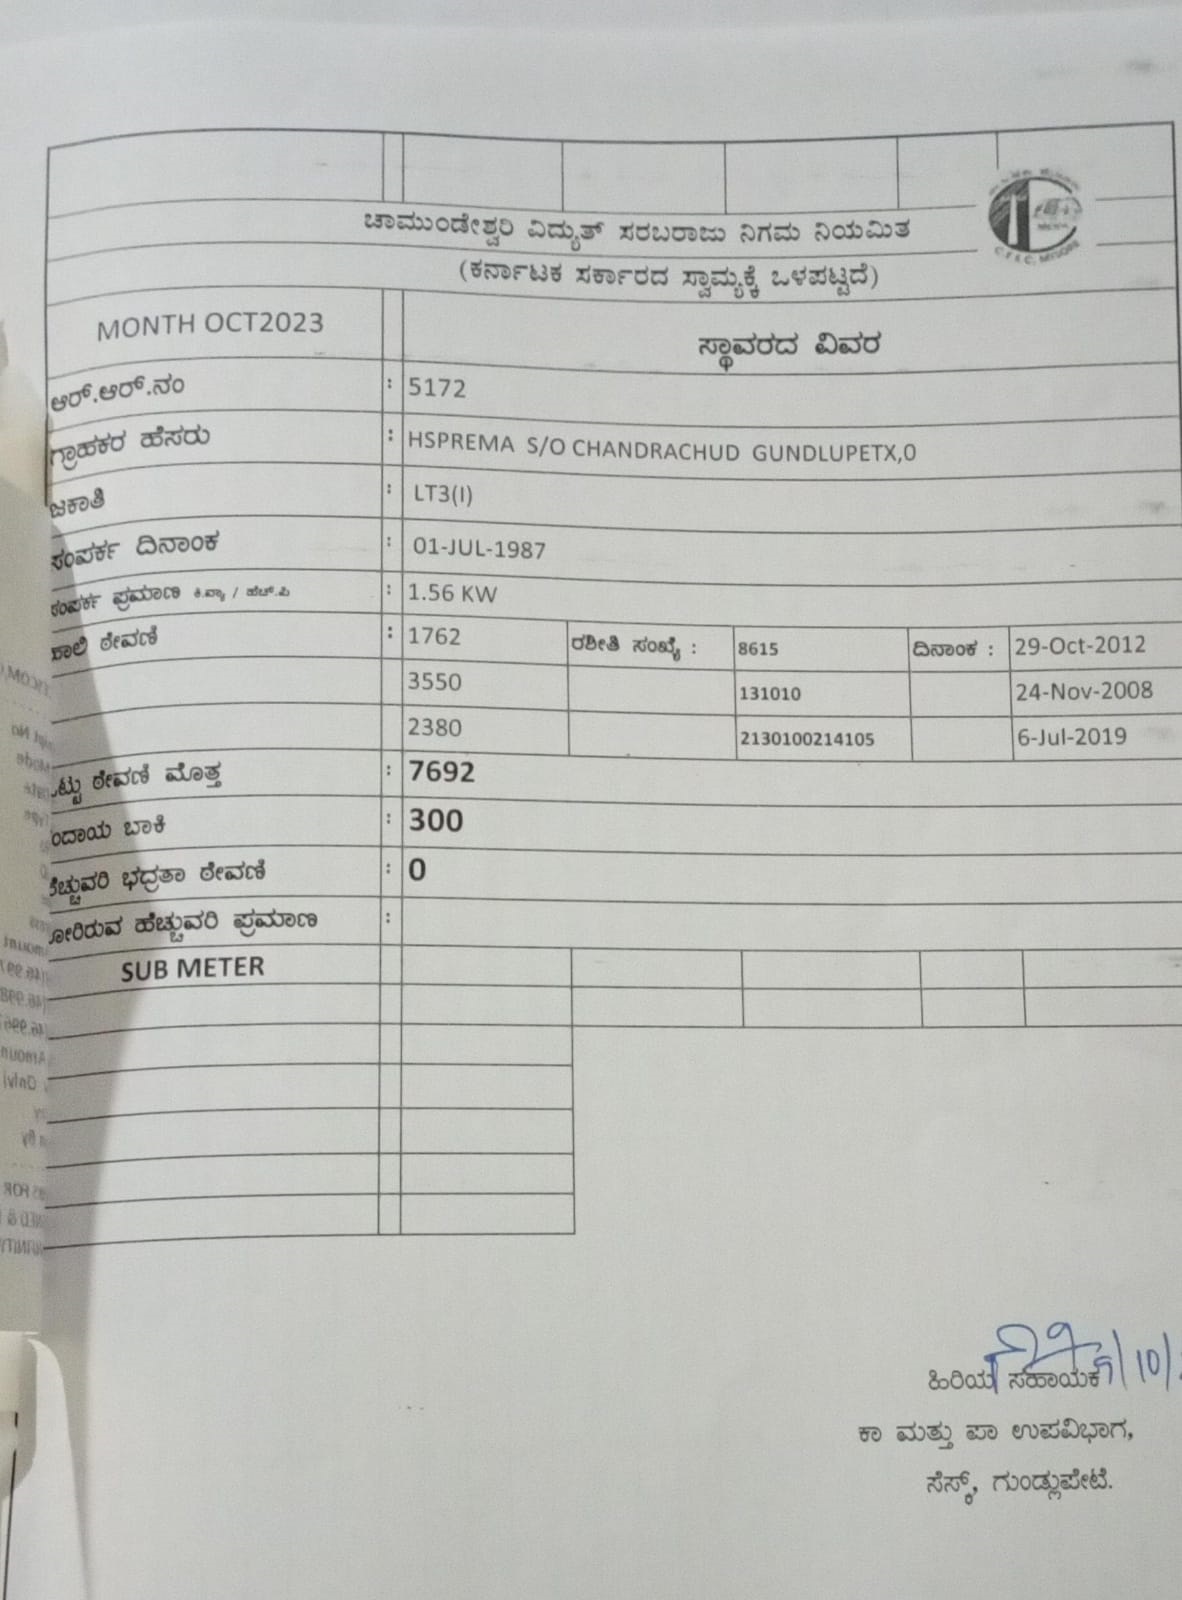 ಚಾಮುಂಡೇಶ್ವರಿ ವಿದ್ಯುತ್ ಸರಬರಾಜು ನಿಗಮ ನಿಯಮಿತ
(ಕರ್ನಾಟಕ ಸರ್ಕಾರದ ಸ್ವಾಮ್ಯಕ್ಕೆ ಒಳಪಟ್ಟದೆ)
MONTH OCT2023 ಸ್ಥಾವರದ ವಿವರ
ಆರ್.ಆರ್.ನಂ : 5172
ಗ್ರಾಹಕರ ಹೆಸರು : HSPREMA S/O CHANDRACHUD GUNDLUPETX,0
ಜಕಾತಿ : LT3(I)
ಸಂಪರ್ಕ ದಿನಾಂಕ : 01-JUL-1987
ಸಂಪರ್ಕ ಪ್ರಮಾಣ ಕಿ.ವ್ಯಾ / ಹೆಚ್.ಪಿ : 1.56 KW
ಠೇವಣಿ : 1762 ರಶೀತಿ ಸಂಖ್ಯೆ : 8615 ದಿನಾಂಕ : 29-Oct-2012
3550 131010 24-Nov-2008
2380 2130100214105 6-Jul-2019
ಠೇವಣಿ ಮೊತ್ತ : 7692
ಬಾಕಿ : 300
ಭದ್ರತಾ ಠೇವಣಿ : 0
ಹೆಚ್ಚುವರಿ ಪ್ರಮಾಣ :
SUB METER
ಹಿರಿಯ ಸಹಾಯಕ /10/
ಕಾ ಮತ್ತು ಪಾ ಉಪವಿಭಾಗ,
ಸೆಸ್ಕ್, ಗುಂಡ್ಲುಪೇಟೆ.